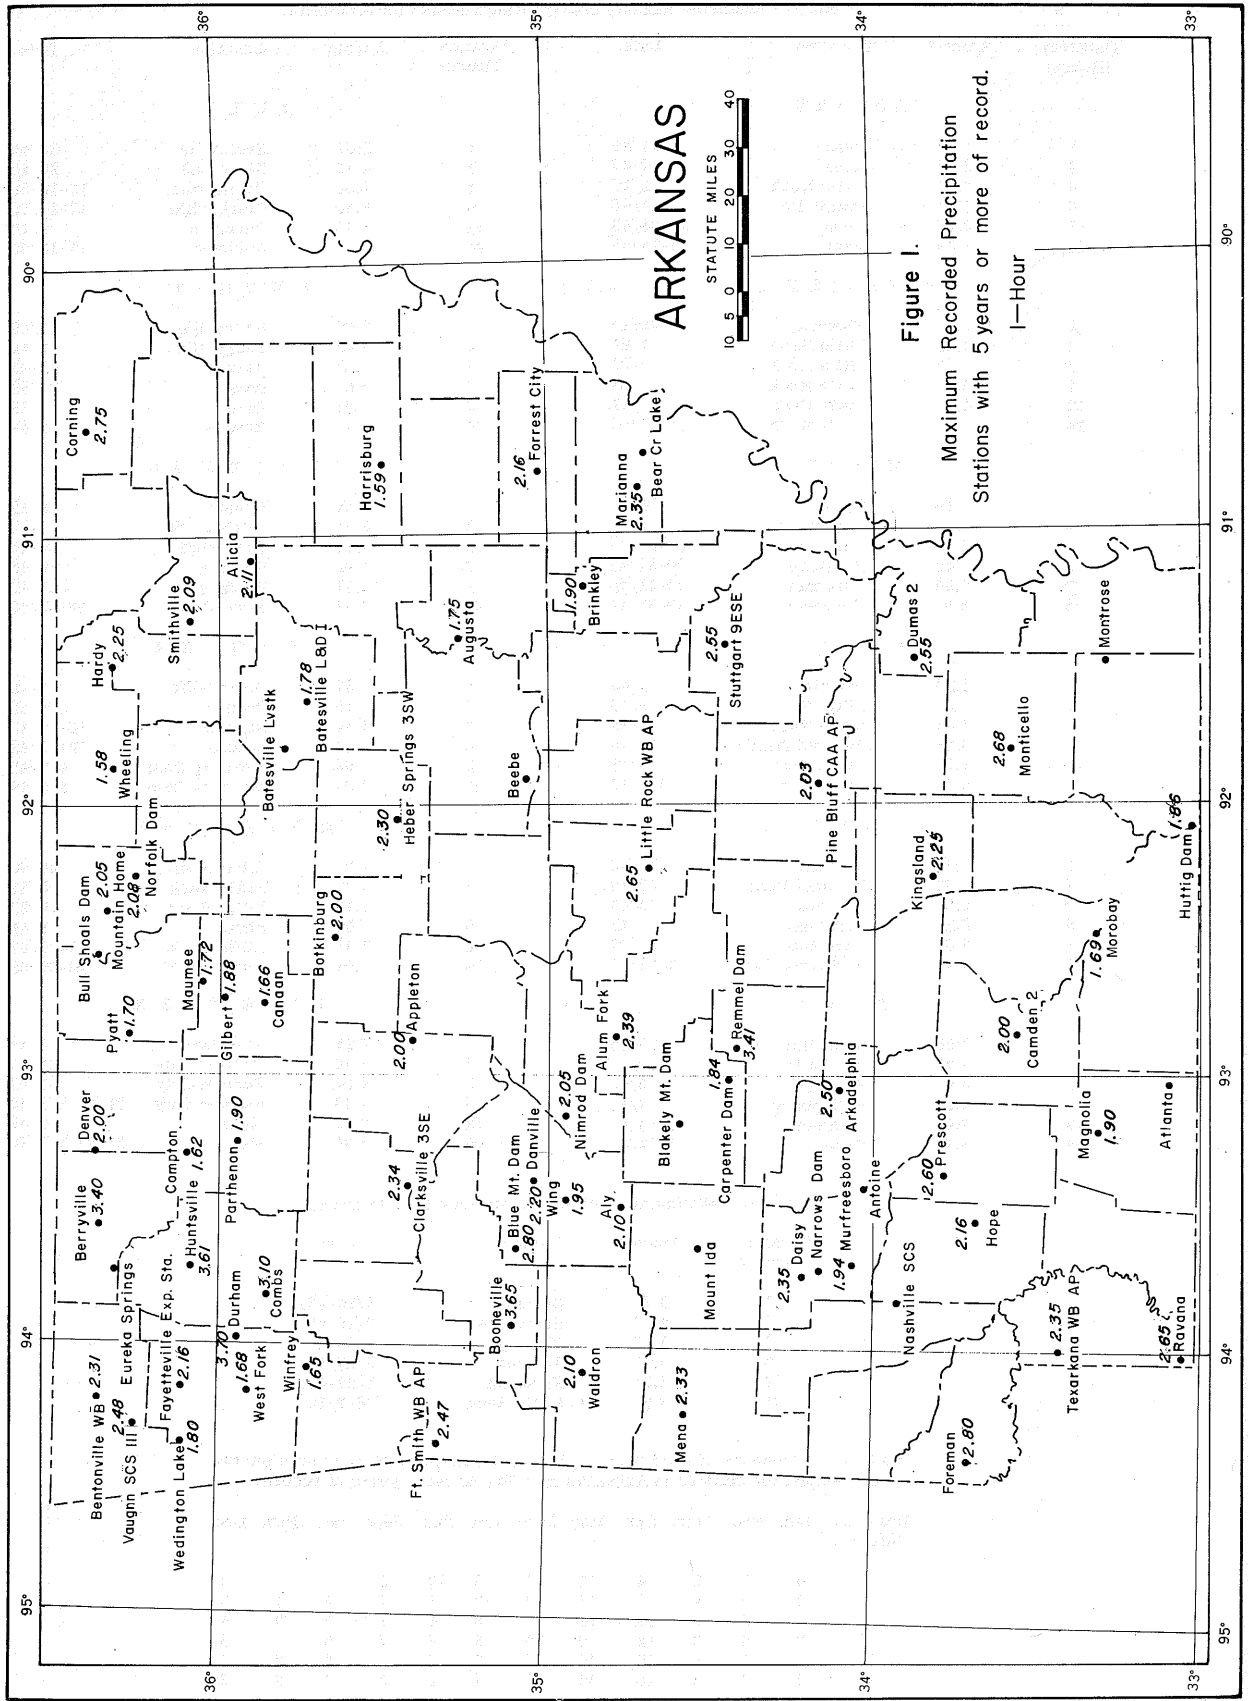 ARKANSAS
STATUTE MILES
10 5 0 10 20 30 40
Figure 1.
Maximum Recorded Precipitation
Stations with 5 years or more of record.
1—Hour
95°
94°
93°
92°
91°
90°
36°
35°
34°
33°
36°
35°
34°
33°
95°
94°
93°
92°
91°
90°
Bentonville WB 2.31
Vaugnn SCS III 2.48
Eureka Springs
Berryville
3.40
Denver
2.00
Pyatt
1.70
Bull Shoals Dam
Mountain Home
2.05
2.08
Norfolk Dam
Wheeling
1.58
Hardy
2.25
Smithville
2.09
Corning
2.75
Wedington Lake
1.80
Fayetteville Exp. Sta.
2.16
Huntsville
3.61
Compton
1.62
Maumee
1.72
Gilbert
1.88
Alicia
2.11
Durham
3.70
West Fork
1.68
Combs
3.10
Parthenon
1.90
Canaan
1.66
Batesville Lvstk
Batesville L&D 1
1.78
Winfrey
1.65
Botkinburg
2.00
Harrisburg
1.59
Ft. Smith WB AP
2.47
Clarksville 3SE
2.34
Appleton
2.00
Heber Springs 3SW
2.30
Augusta
1.75
Booneville
3.65
Blue Mt. Dam
2.80
Danville
2.20
Beebe
Forrest City
2.16
Waldron
2.10
Wing
1.95
Nimrod Dam
2.05
Brinkley
1.90
Aly
2.10
Alum Fork
2.39
Little Rock WB AP
2.65
Marianna
2.35
Bear Cr Lake
Mena
2.33
Mount Ida
Blakely Mt. Dam
Carpenter Dam
1.84
Remmel Dam
3.41
Stuttgart 9ESE
2.55
Daisy
2.35
Narrows Dam
Murfreesboro
1.94
Antoine
Arkadelphia
2.50
Pine Bluff CAA AP
2.03
Nashville SCS
Prescott
2.60
Kingsland
2.25
Dumas 2
2.55
Foreman
2.80
Hope
2.16
Camden 2
2.00
Monticello
2.68
Texarkana WB AP
2.35
Magnolia
1.90
Morobay
1.69
Montrose
Ravana
2.65
Atlanta
Huttig Dam
1.86